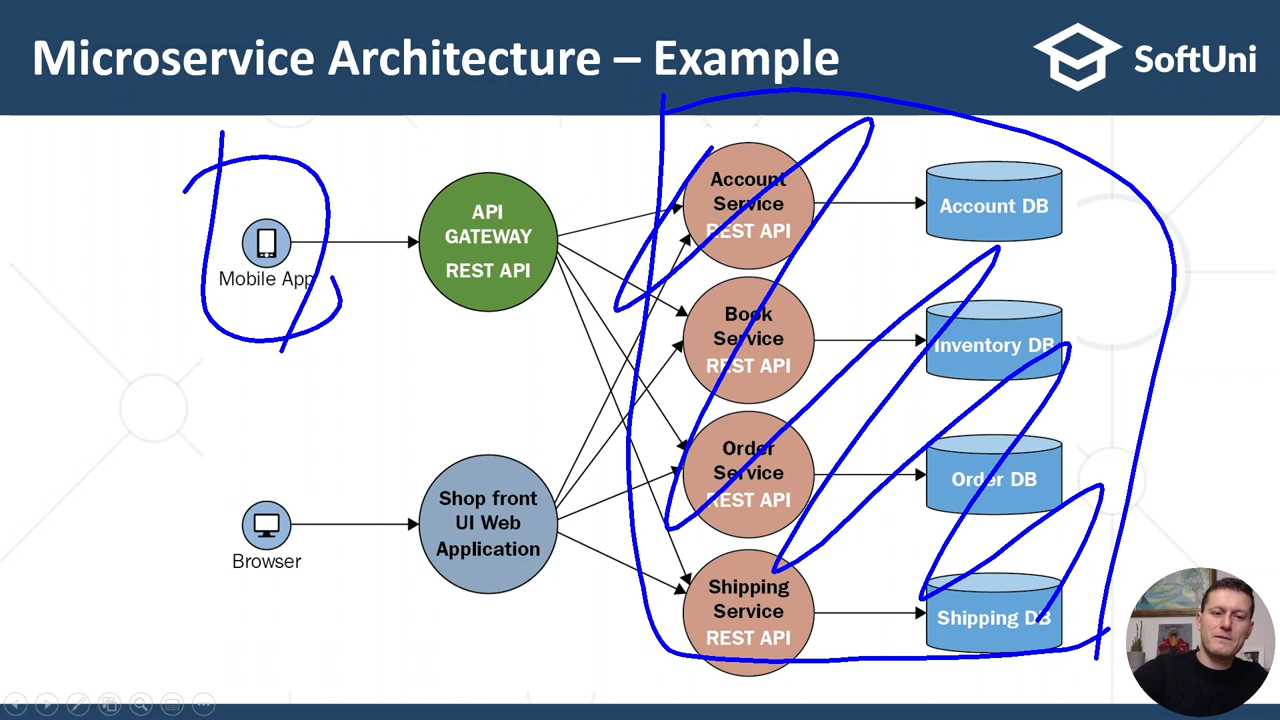 Microservice Architecture – Example
SoftUni
API
GATEWAY
REST API
Mobile App
Account
Service
REST API
Account DB
Book
Service
REST API
Inventory DB
Order
Service
REST API
Order DB
Shop front
UI Web
Application
Browser
Shipping
Service
REST API
Shipping DB